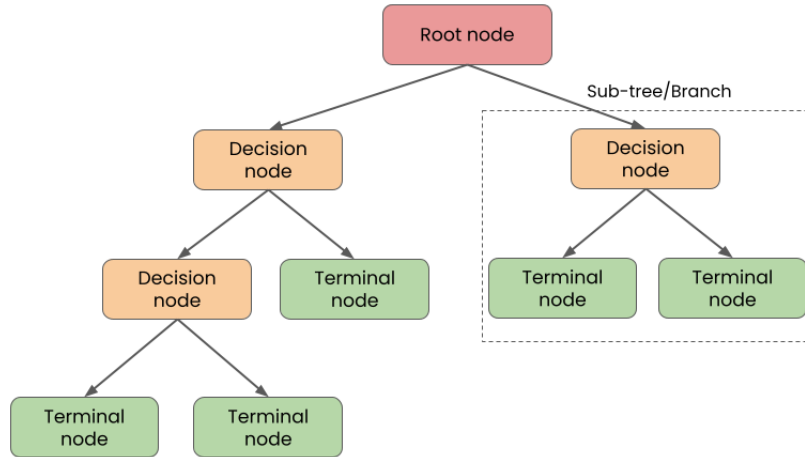 Root node
Sub-tree/Branch
Decision
node
Decision
node
Decision
node
Terminal
node
Terminal
node
Terminal
node
Terminal
node
Terminal
node